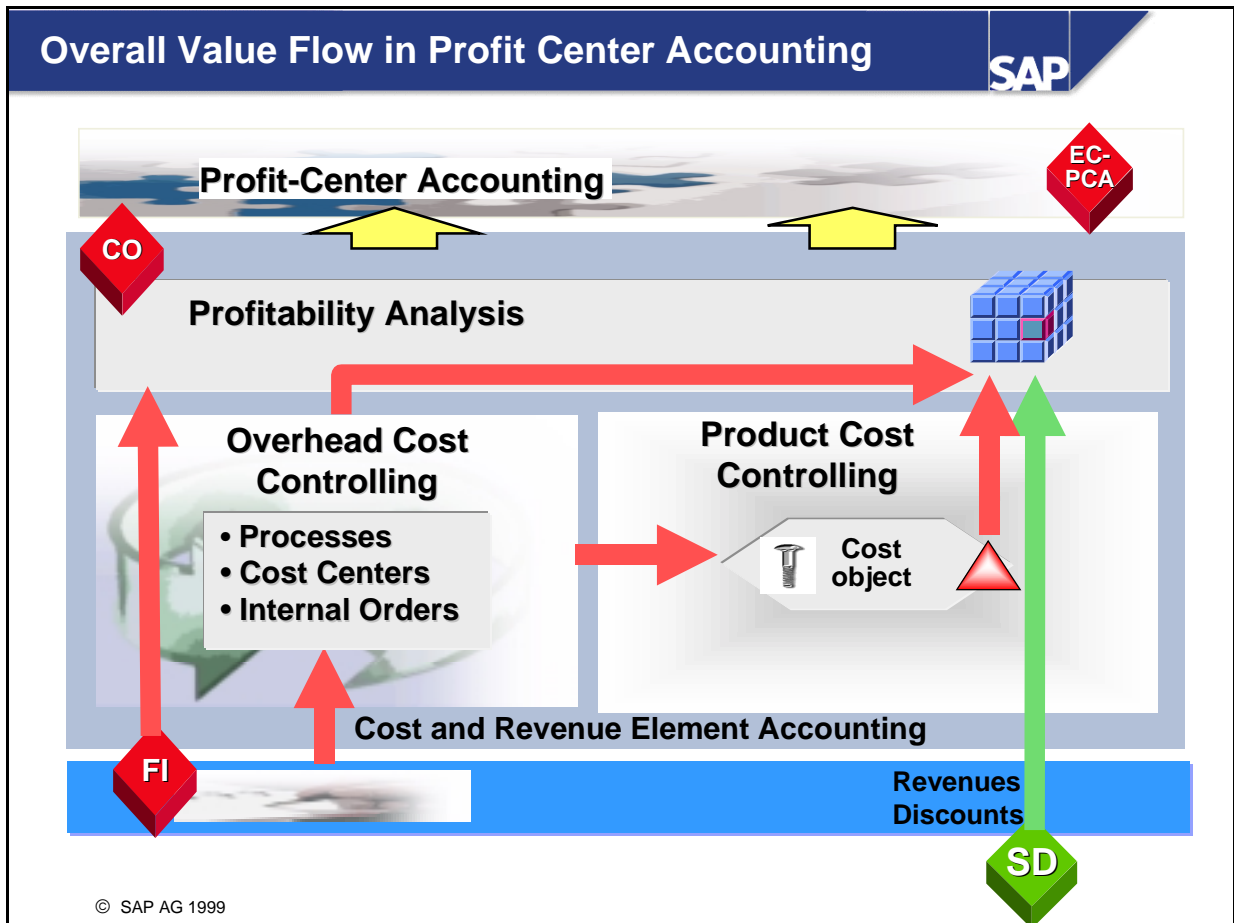 Overall Value Flow in Profit Center Accounting
SAP
Profit-Center Accounting
EC-
PCA
CO
Profitability Analysis
Overhead Cost
Controlling
• Processes
• Cost Centers
• Internal Orders
Product Cost
Controlling
Cost
object
Cost and Revenue Element Accounting
FI
Revenues
Discounts
SD
© SAP AG 1999